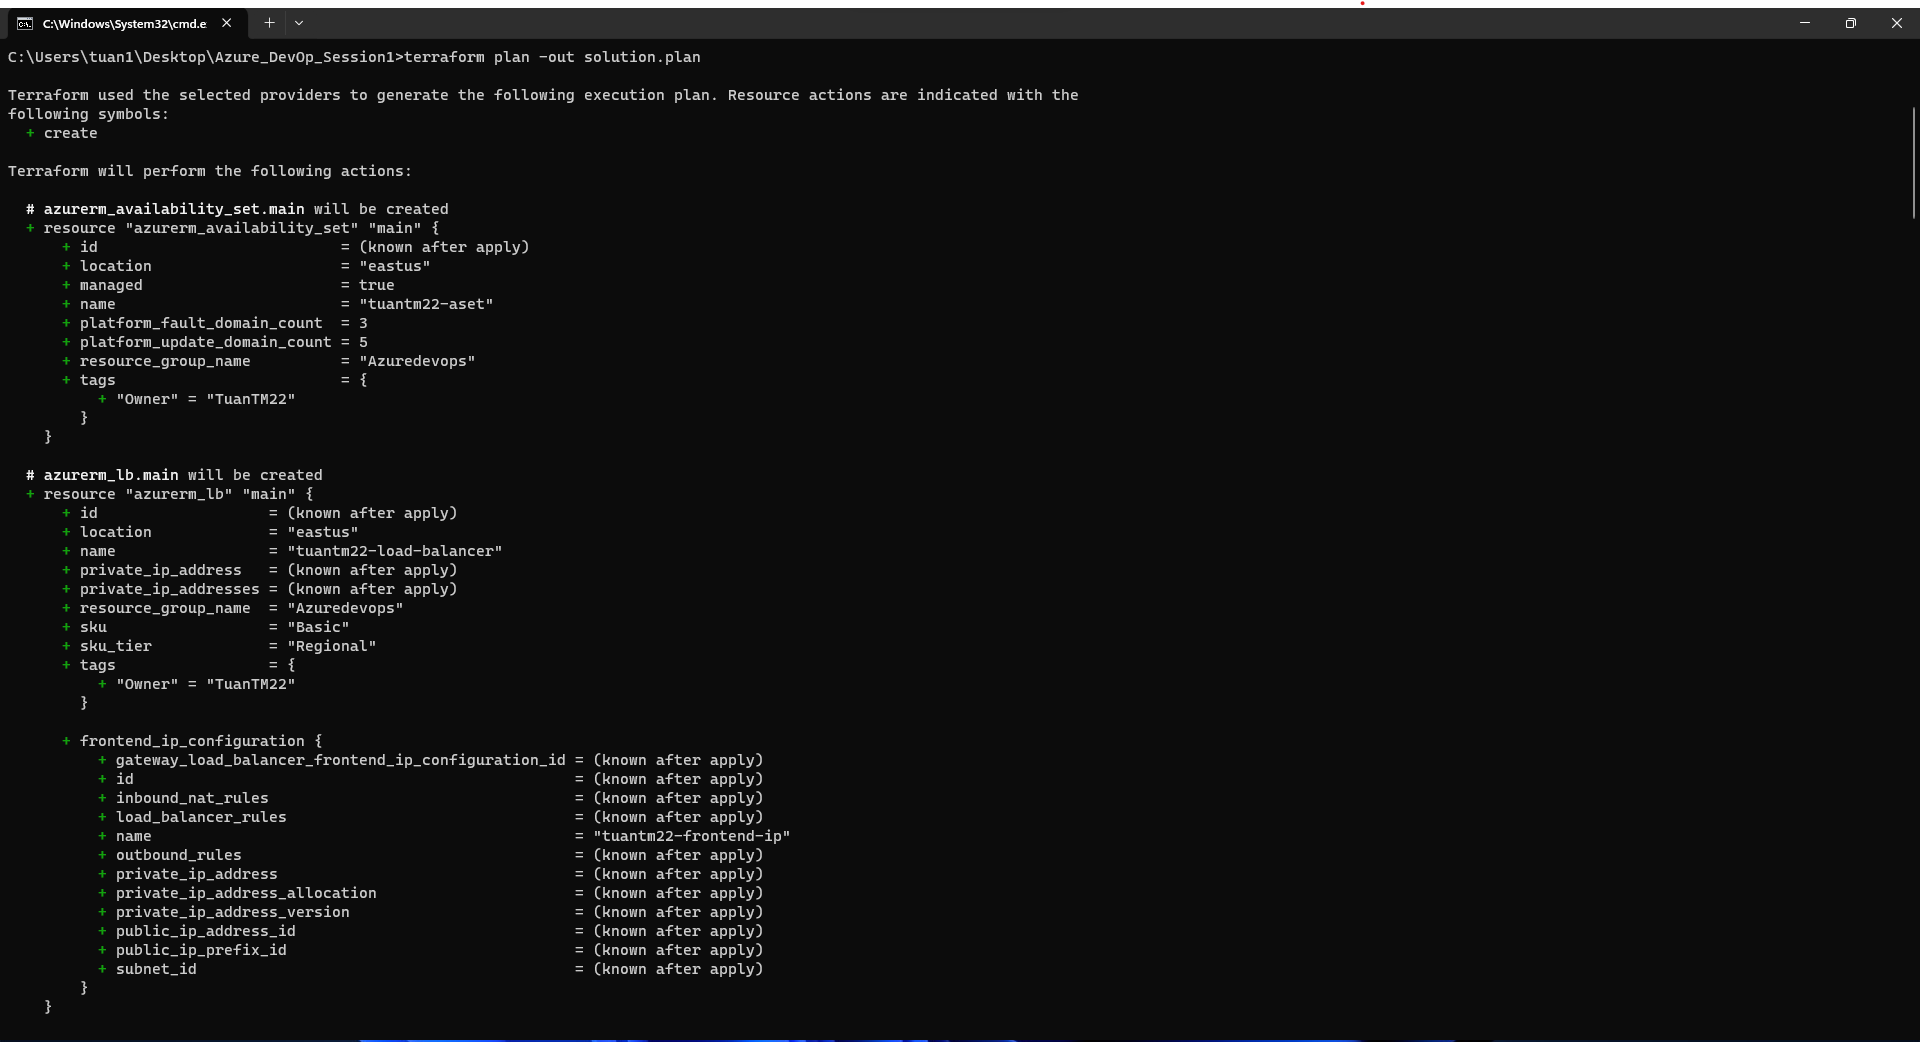 C:\Windows\System32\cmd.e
C:\Users\tuan1\Desktop\Azure_DevOp_Session1>terraform plan -out solution.plan
Terraform used the selected providers to generate the following execution plan. Resource actions are indicated with the
following symbols:
  + create
Terraform will perform the following actions:
  # azurerm_availability_set.main will be created
  + resource "azurerm_availability_set" "main" {
      + id                           = (known after apply)
      + location                     = "eastus"
      + managed                      = true
      + name                         = "tuantm22-aset"
      + platform_fault_domain_count  = 3
      + platform_update_domain_count = 5
      + resource_group_name          = "Azuredevops"
      + tags                         = {
          + "Owner" = "TuanTM22"
        }
    }
  # azurerm_lb.main will be created
  + resource "azurerm_lb" "main" {
      + id                   = (known after apply)
      + location             = "eastus"
      + name                 = "tuantm22-load-balancer"
      + private_ip_address   = (known after apply)
      + private_ip_addresses = (known after apply)
      + resource_group_name  = "Azuredevops"
      + sku                  = "Basic"
      + sku_tier             = "Regional"
      + tags                 = {
          + "Owner" = "TuanTM22"
        }
      + frontend_ip_configuration {
          + gateway_load_balancer_frontend_ip_configuration_id = (known after apply)
          + id                                                 = (known after apply)
          + inbound_nat_rules                                  = (known after apply)
          + load_balancer_rules                                = (known after apply)
          + name                                               = "tuantm22-frontend-ip"
          + outbound_rules                                     = (known after apply)
          + private_ip_address                                 = (known after apply)
          + private_ip_address_allocation                      = (known after apply)
          + private_ip_address_version                         = (known after apply)
          + public_ip_address_id                               = (known after apply)
          + public_ip_prefix_id                                = (known after apply)
          + subnet_id                                          = (known after apply)
        }
    }